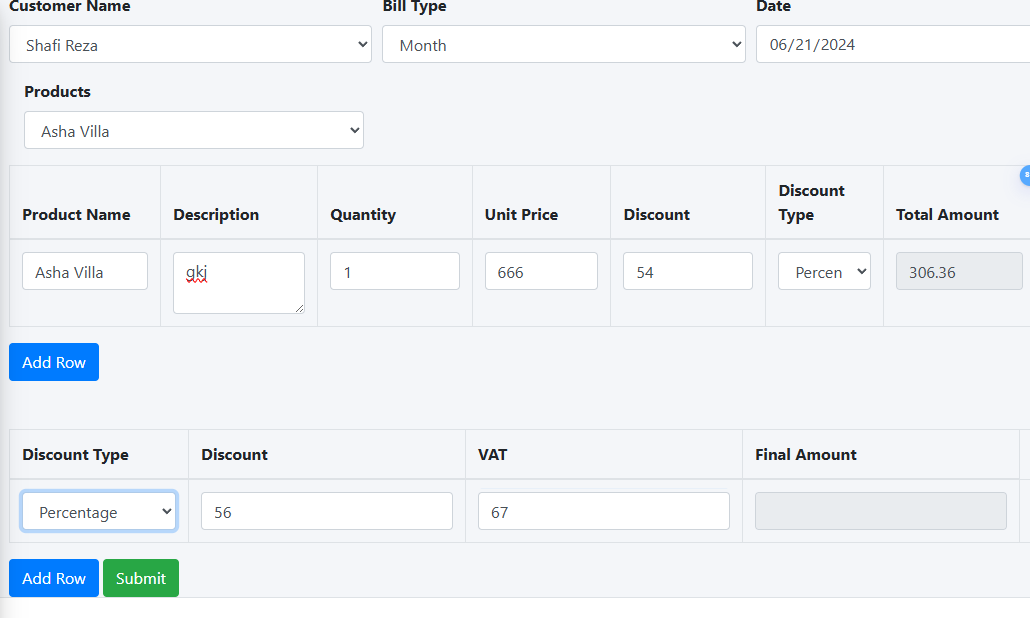 Customer Name Bill Type Date
Shafi Reza Month 06/21/2024
Products
Asha Villa
Product Name Description Quantity Unit Price Discount Discount Type Total Amount
Asha Villa gkj 1 666 54 Percen 306.36
Add Row
Discount Type Discount VAT Final Amount
Percentage 56 67
Add Row Submit